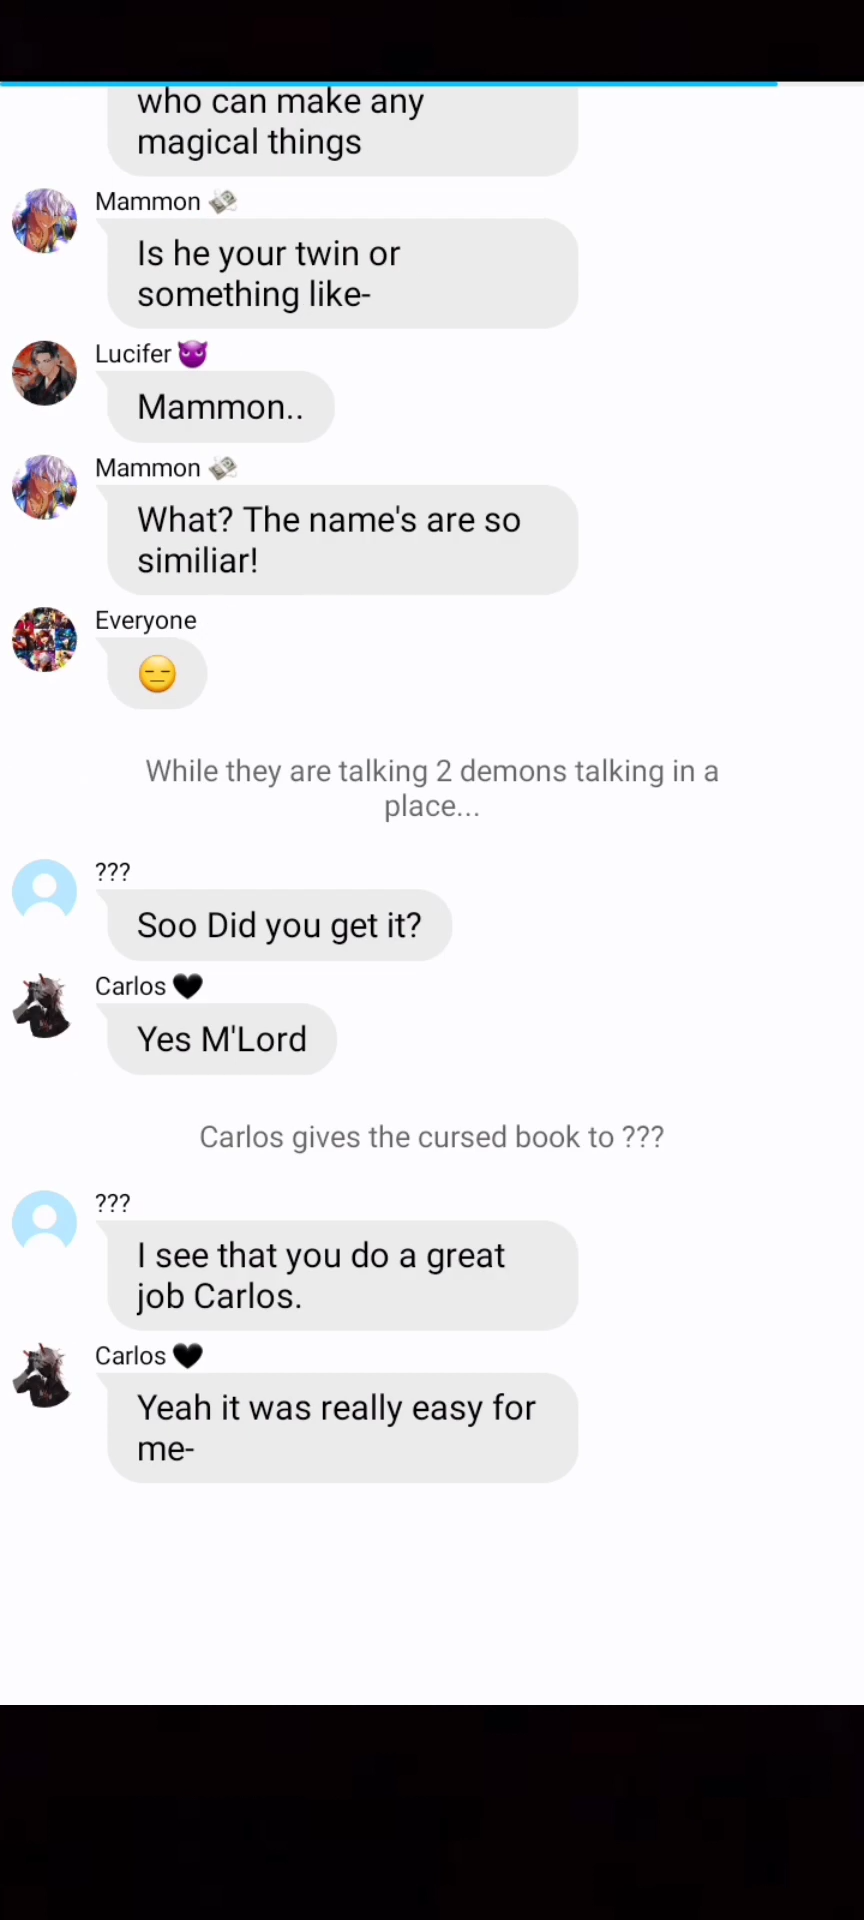 who can make any
magical things
Mammon 💸
Is he your twin or
something like-
Lucifer 😈
Mammon..
Mammon 💸
What? The name's are so
similiar!
Everyone
😑
While they are talking 2 demons talking in a
place...
???
Soo Did you get it?
Carlos 🖤
Yes M'Lord
Carlos gives the cursed book to ???
???
I see that you do a great
job Carlos.
Carlos 🖤
Yeah it was really easy for
me-